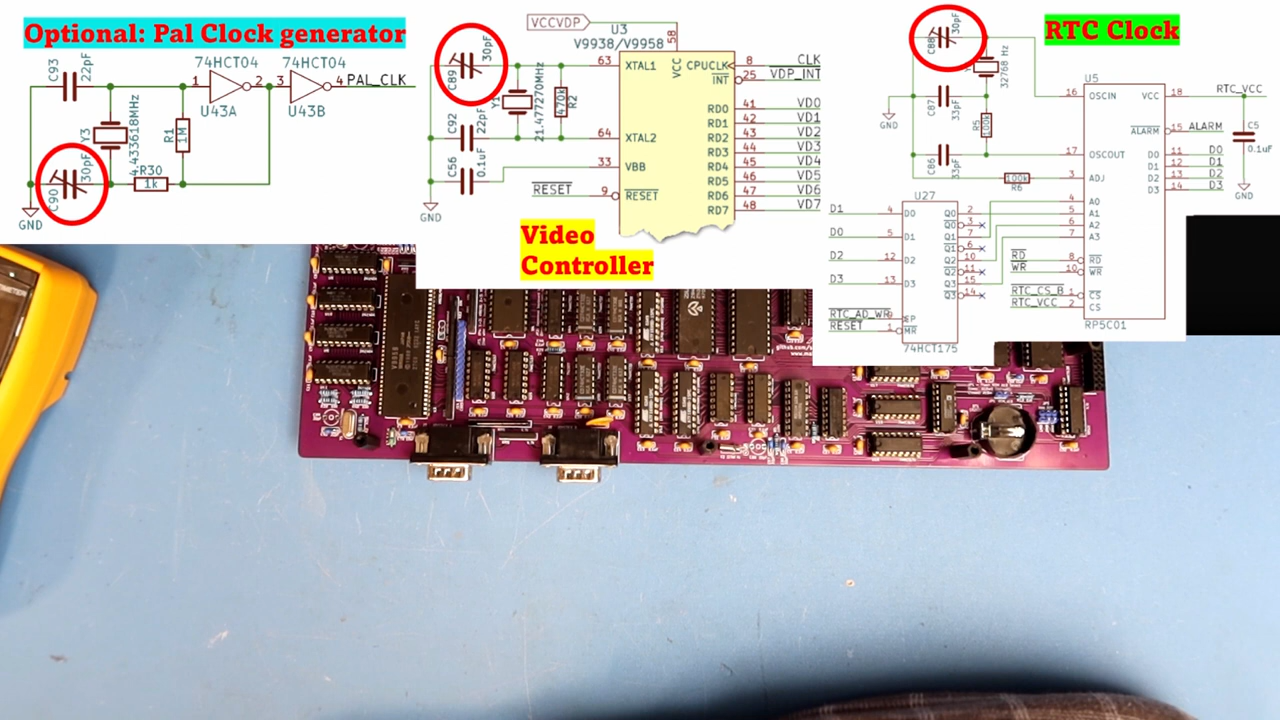 Optional: Pal Clock generator
C93
22pF
74HCT04
74HCT04
1
2
3
4
PAL_CLK
U43A
U43B
Y3
4.433618MHz
R1
1M
C90
30pF
R30
1k
GND
VCCVDP
U3
V9938/V9958
58
VCC
C89
30pF
63
XTAL1
CPUCLK
8
CLK
INT
25
VDP_INT
Y1
21.477270MHz
R2
470k
C92
22pF
64
XTAL2
C56
0.1uF
33
VBB
RESET
9
RESET
GND
RD0
41
VD0
RD1
42
VD1
RD2
43
VD2
RD3
44
VD3
RD4
45
VD4
RD5
46
VD5
RD6
47
VD6
RD7
48
VD7
Video
Controller
RTC Clock
C88
30pF
32768 Hz
C87
33pF
R5
100k
C86
33pF
100k
R6
GND
U5
16
OSCIN
VCC
18
RTC_VCC
ALARM
15
ALARM
17
OSCOUT
D0
11
D0
D1
12
D1
D2
13
D2
D3
14
D3
C5
0.1uF
GND
3
ADJ
4
A0
5
A1
6
A2
7
A3
RD
8
RD
WR
10
WR
RTC_CS_B
1
CS
RTC_VCC
2
CS
RP5C01
U27
D1
4
D0
Q0
2
Q0
3
D0
5
D1
Q1
7
Q1
6
D2
12
D2
Q2
10
Q2
11
D3
13
D3
Q3
15
Q3
14
RTC_AD_WR
9
RESET
1
MR
74HCT175